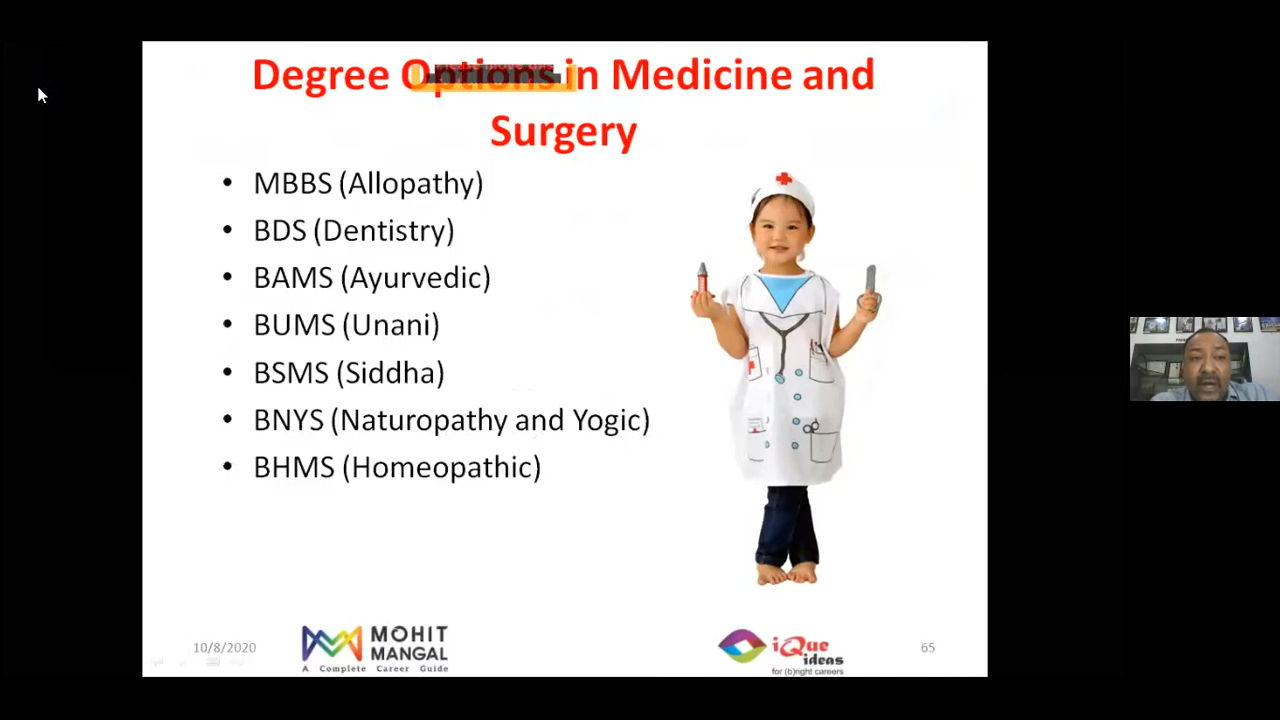 Degree Options in Medicine and
Surgery
• MBBS (Allopathy)
• BDS (Dentistry)
• BAMS (Ayurvedic)
• BUMS (Unani)
• BSMS (Siddha)
• BNYS (Naturopathy and Yogic)
• BHMS (Homeopathic)
10/8/2020
MOHIT
MANGAL
A Complete Career Guide
iQue
ideas
for (b)right careers
65